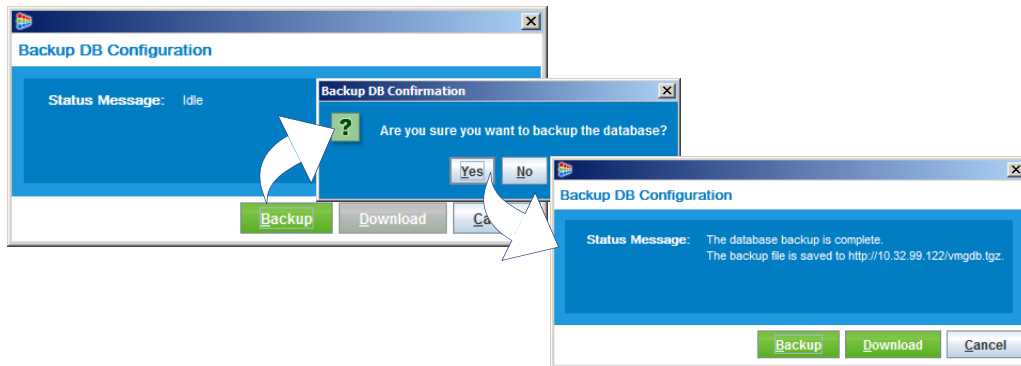 Backup DB Configuration
Status Message: Idle
Backup Download Ca
Backup DB Confirmation
? Are you sure you want to backup the database?
Yes No
Backup DB Configuration
Status Message: The database backup is complete.
The backup file is saved to http://10.32.99.122/vmgdb.tgz.
Backup Download Cancel